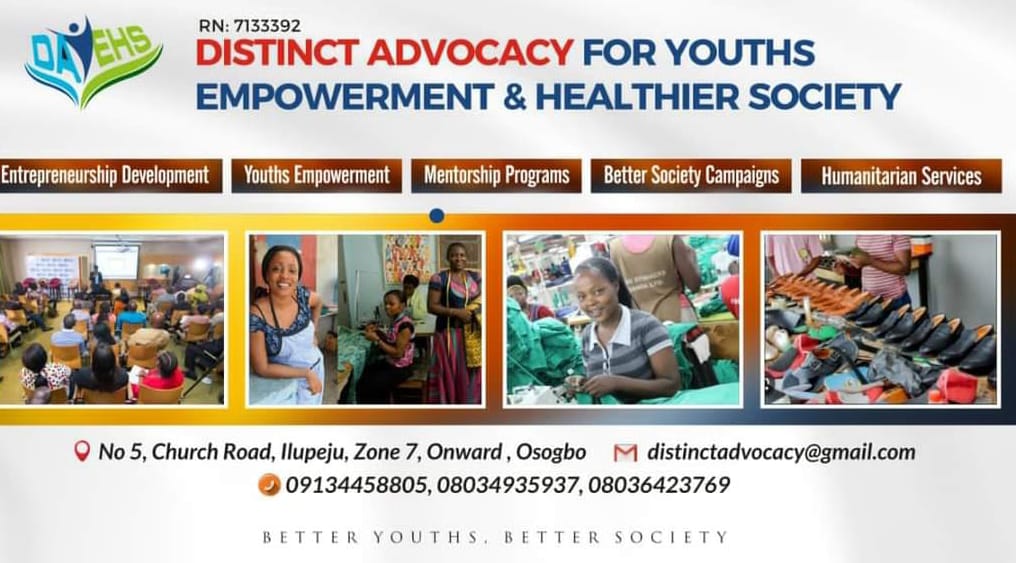 DAYEHS
RN: 7133392
DISTINCT ADVOCACY FOR YOUTHS
EMPOWERMENT & HEALTHIER SOCIETY
Entrepreneurship Development
Youths Empowerment
Mentorship Programs
Better Society Campaigns
Humanitarian Services
No 5, Church Road, Ilupeju, Zone 7, Onward , Osogbo
distinctadvocacy@gmail.com
09134458805, 08034935937, 08036423769
BETTER YOUTHS, BETTER SOCIETY